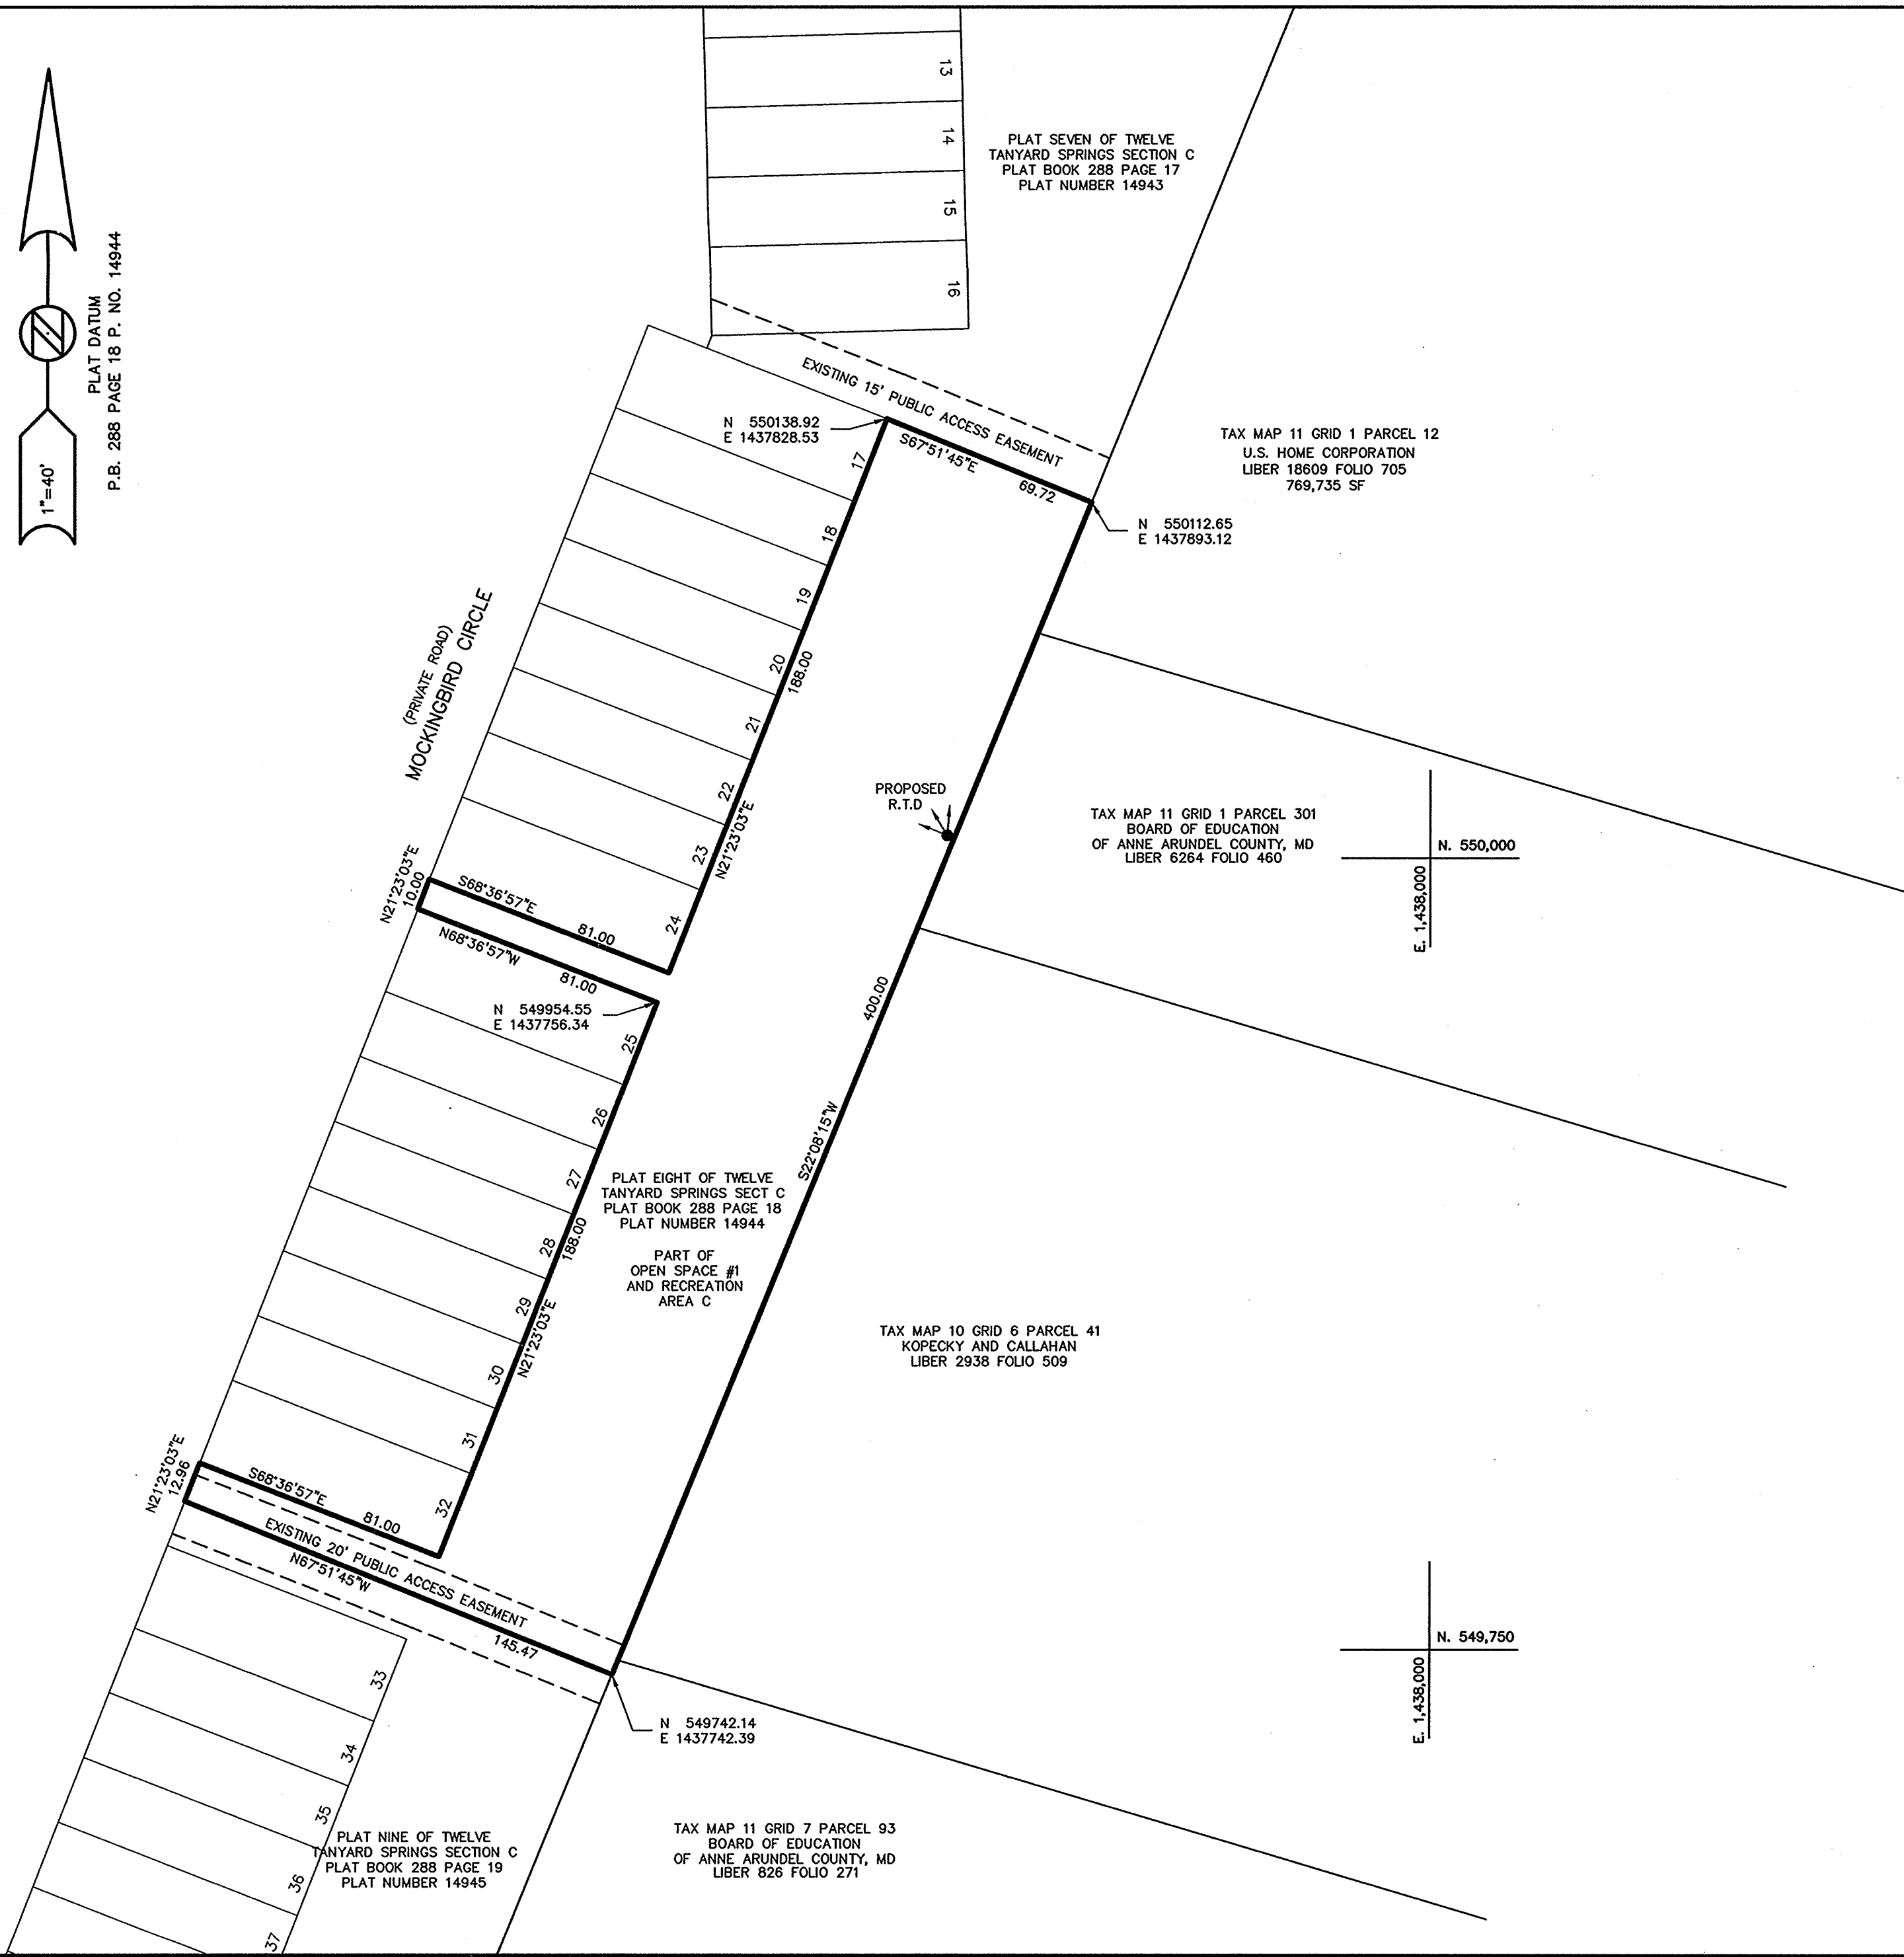 13
14
15
16
PLAT SEVEN OF TWELVE
TANYARD SPRINGS SECTION C
PLAT BOOK 288 PAGE 17
PLAT NUMBER 14943
PLAT DATUM
P.B. 288 PAGE 18 P. NO. 14944
N
1"=40'
EXISTING 15' PUBLIC ACCESS EASEMENT
S67°51'45"E
69.72
N 550138.92
E 1437828.53
N 550112.65
E 1437893.12
TAX MAP 11 GRID 1 PARCEL 12
U.S. HOME CORPORATION
LIBER 18609 FOLIO 705
769,735 SF
(PRIVATE ROAD)
MOCKINGBIRD CIRCLE
17
18
19
20
188.00
21
22
N21°23'03"E
23
24
PROPOSED
R.T.D
TAX MAP 11 GRID 1 PARCEL 301
BOARD OF EDUCATION
OF ANNE ARUNDEL COUNTY, MD
LIBER 6264 FOLIO 460
N. 550,000
E. 1,438,000
N21°23'03"E
10.00
S68°36'57"E
81.00
N68°36'57"W
81.00
N 549954.55
E 1437756.34
400.00
S22°08'15"W
25
26
27
28
188.00
29
N21°23'03"E
30
31
32
PLAT EIGHT OF TWELVE
TANYARD SPRINGS SECT C
PLAT BOOK 288 PAGE 18
PLAT NUMBER 14944
PART OF
OPEN SPACE #1
AND RECREATION
AREA C
TAX MAP 10 GRID 6 PARCEL 41
KOPECKY AND CALLAHAN
LIBER 2938 FOLIO 509
N21°23'03"E
12.96
S68°36'57"E
81.00
EXISTING 20' PUBLIC ACCESS EASEMENT
N67°51'45"W
145.47
N. 549,750
E. 1,438,000
N 549742.14
E 1437742.39
33
34
35
36
37
PLAT NINE OF TWELVE
TANYARD SPRINGS SECTION C
PLAT BOOK 288 PAGE 19
PLAT NUMBER 14945
TAX MAP 11 GRID 7 PARCEL 93
BOARD OF EDUCATION
OF ANNE ARUNDEL COUNTY, MD
LIBER 826 FOLIO 271